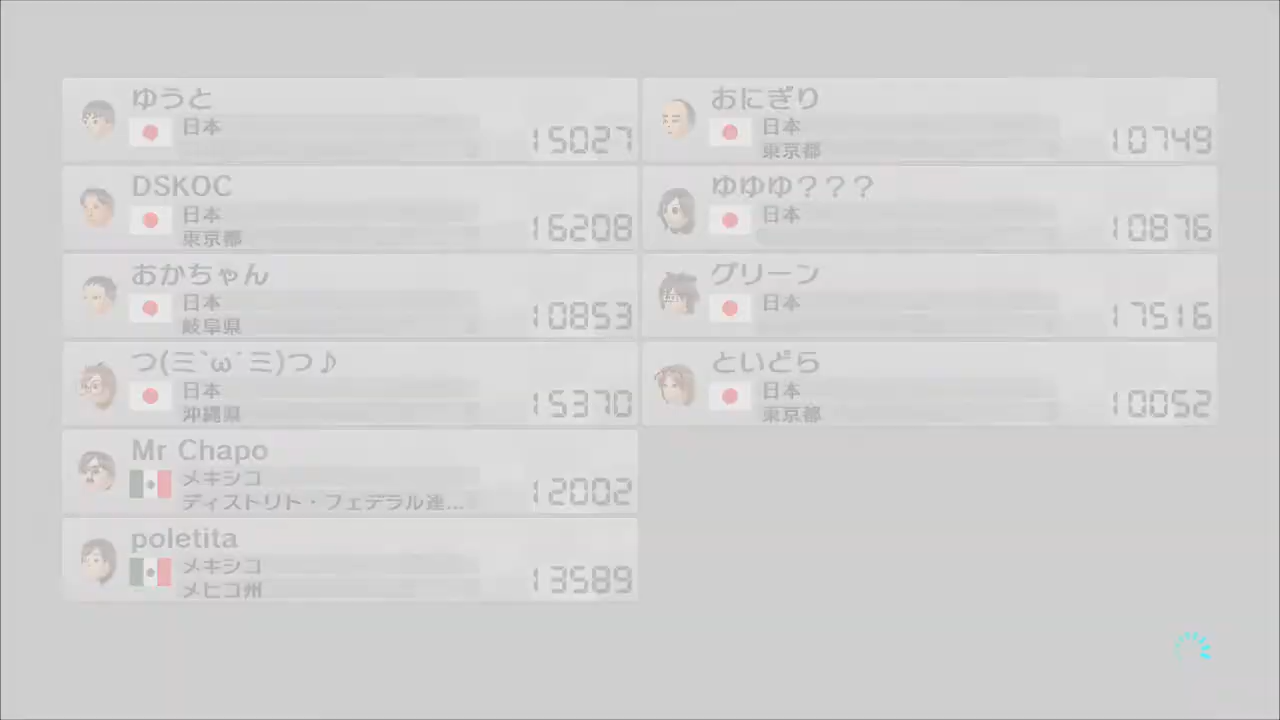 ゆうと
日本
15027
DSKOC
日本
東京都
16208
おかちゃん
日本
岐阜県
10853
つ(ミ`ω´ミ)つ♪
日本
沖縄県
15370
Mr Chapo
メキシコ
ディストリト・フェデラル連...
12002
poletita
メキシコ
メヒコ州
13589
おにぎり
日本
東京都
10749
ゆゆゆ？？？
日本
10876
グリーン
日本
17516
といどら
日本
東京都
10052